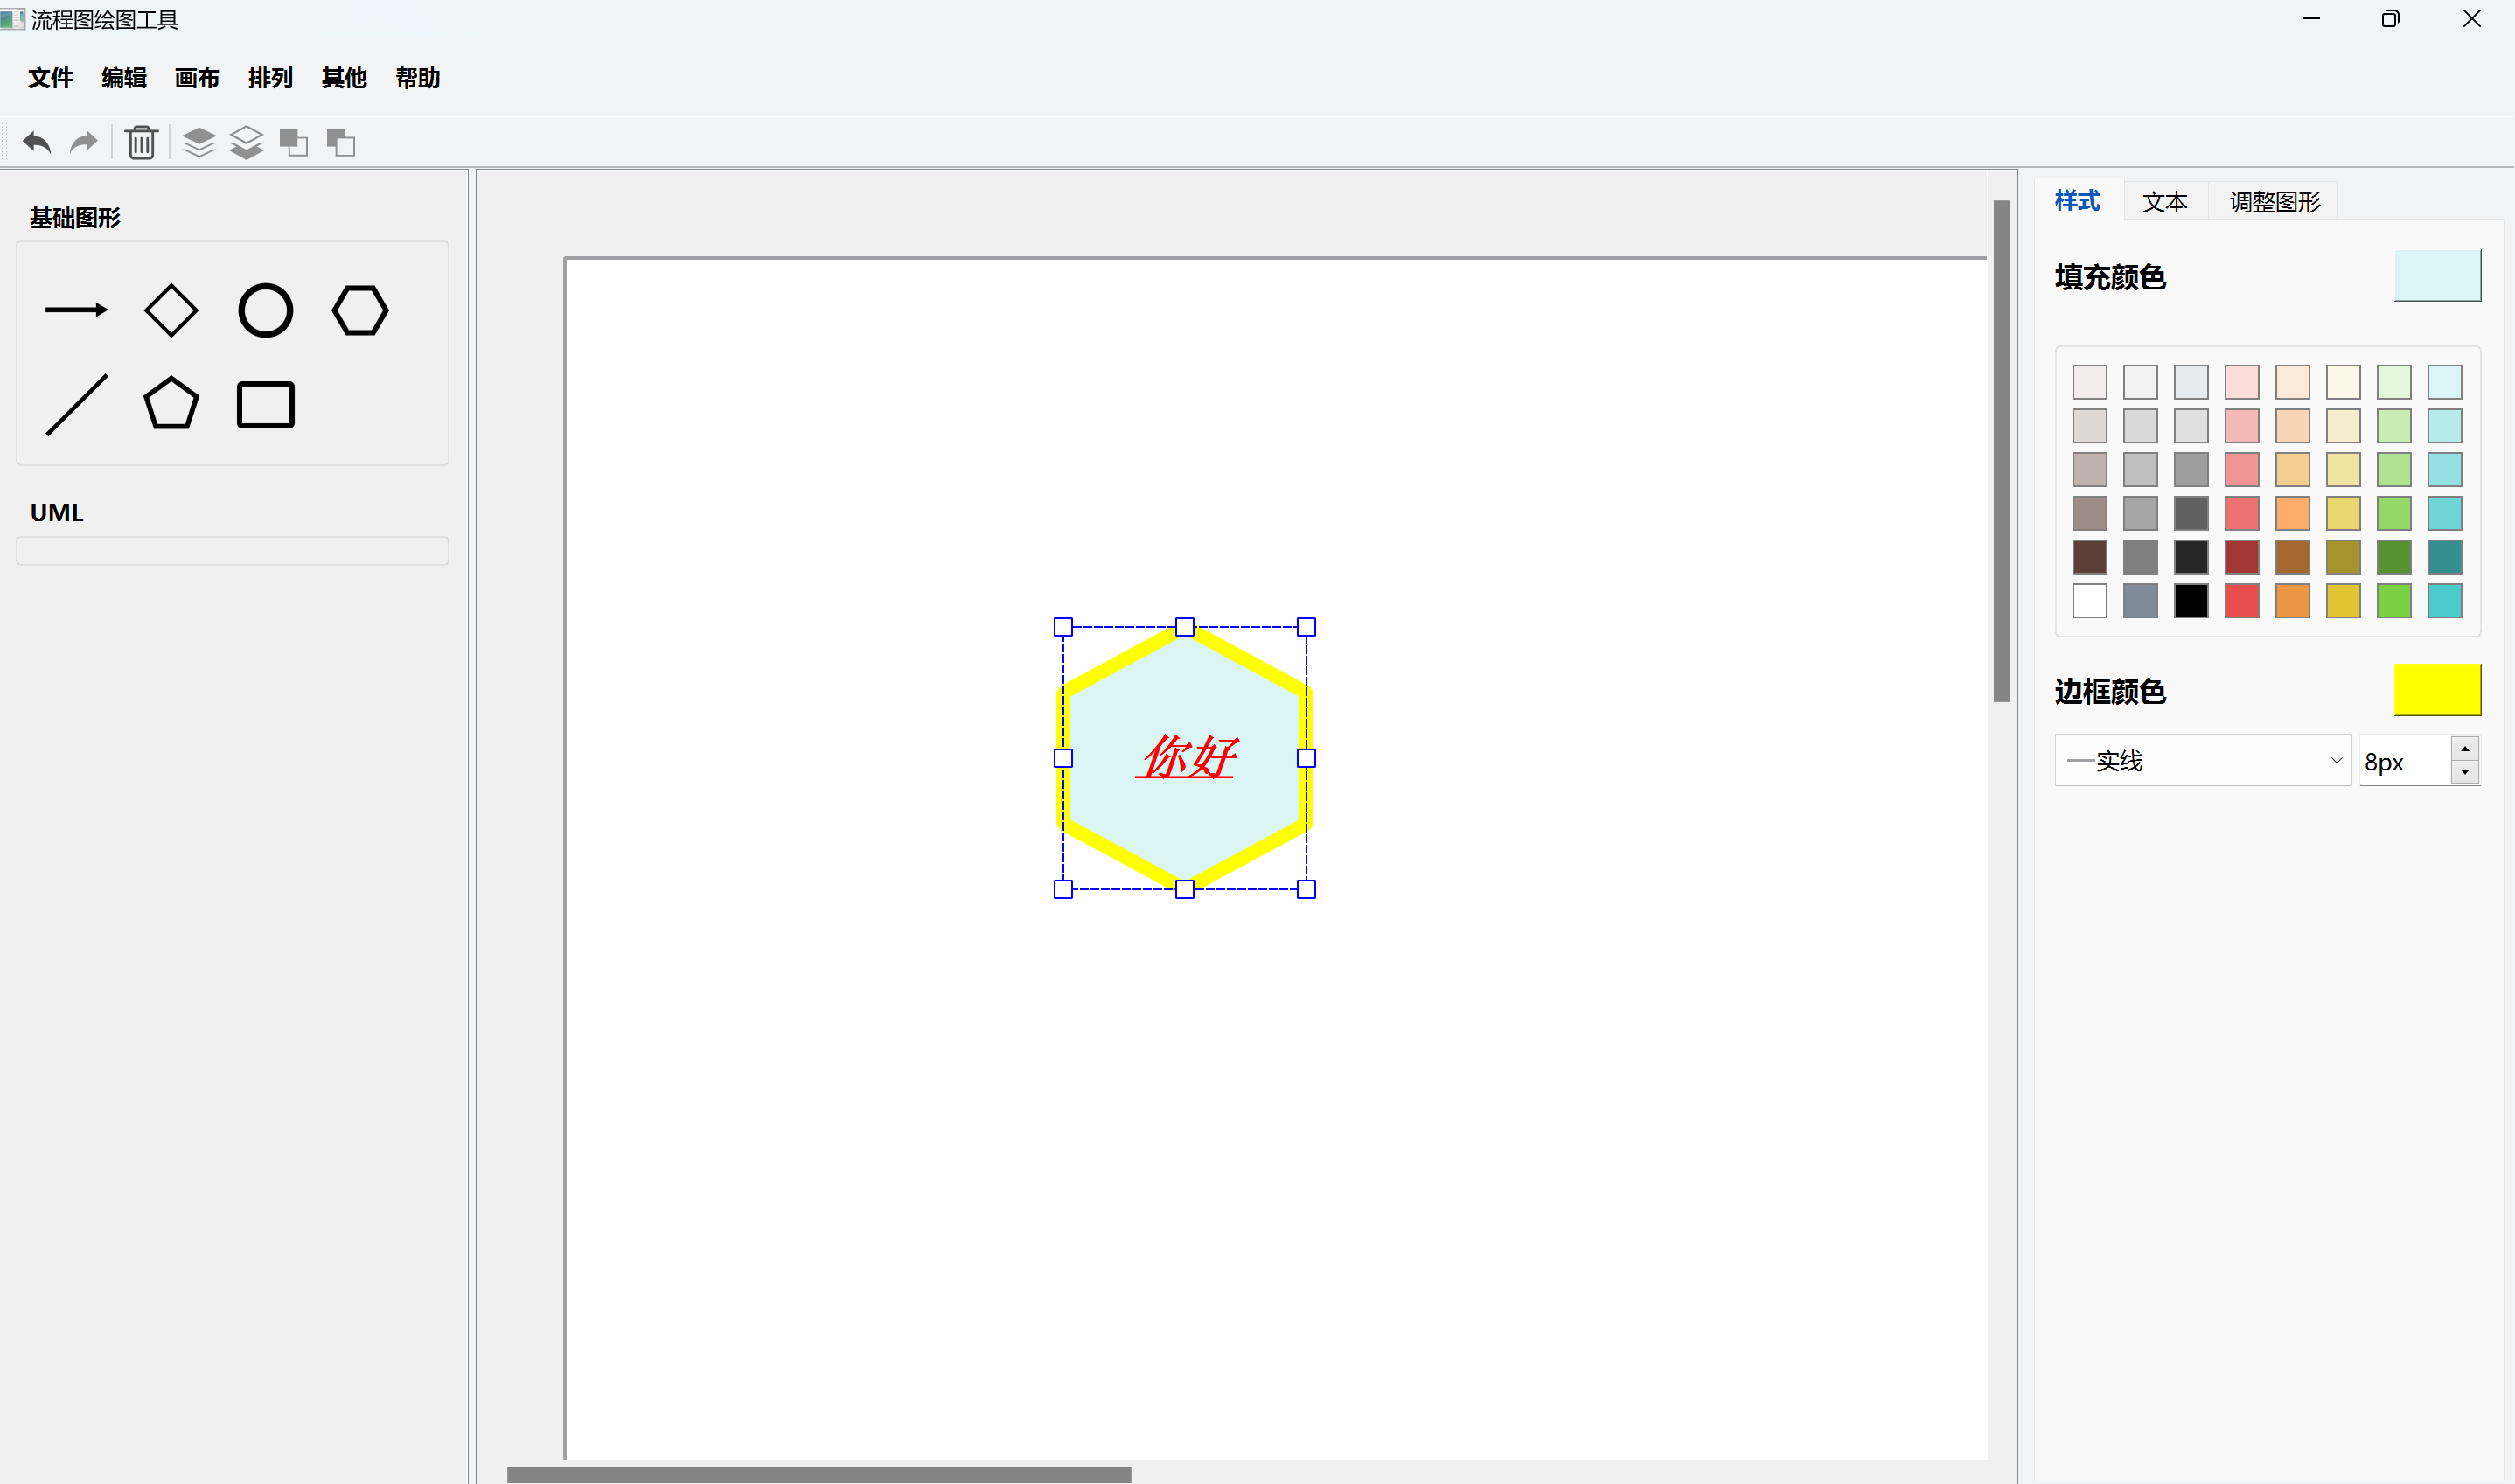 流程图绘图工具
文件 编辑 画布 排列 其他 帮助
基础图形
UML
你好
样式 文本 调整图形
填充颜色
边框颜色
实线 8px